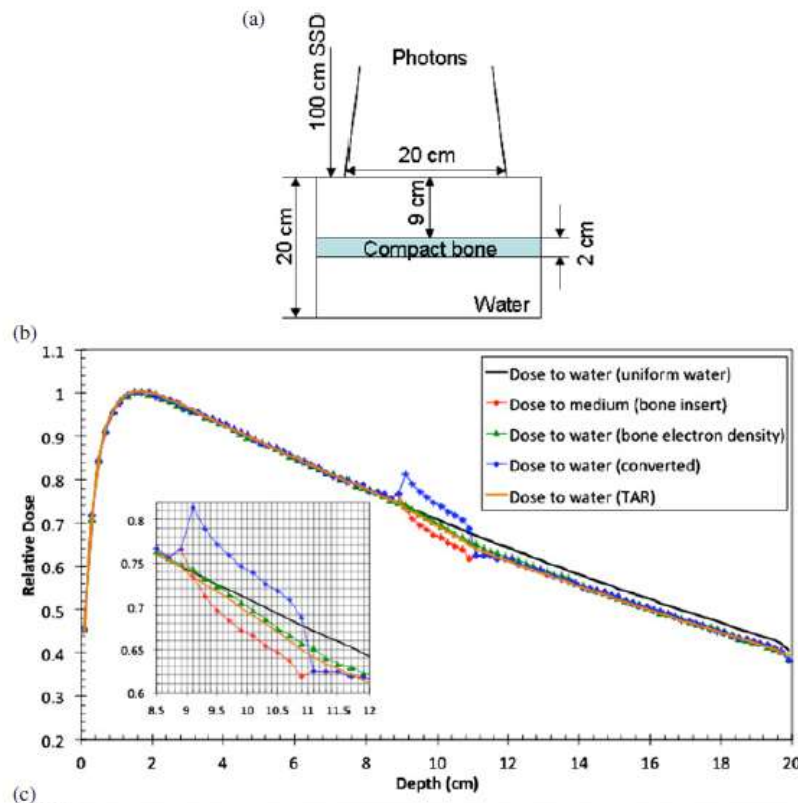 (a)
Photons
100 cm SSD
20 cm
20 cm
9 cm
Compact bone
2 cm
Water
(b)
1.1
1
0.9
0.8
0.7
0.6
0.5
0.4
0.3
0.2
Relative Dose
Dose to water (uniform water)
Dose to medium (bone insert)
Dose to water (bone electron density)
Dose to water (converted)
Dose to water (TAR)
0.8
0.75
0.7
0.65
0.6
8.5 9 9.5 10 10.5 11 11.5 12
0 2 4 6 8 10 12 14 16 18 20
Depth (cm)
(c)